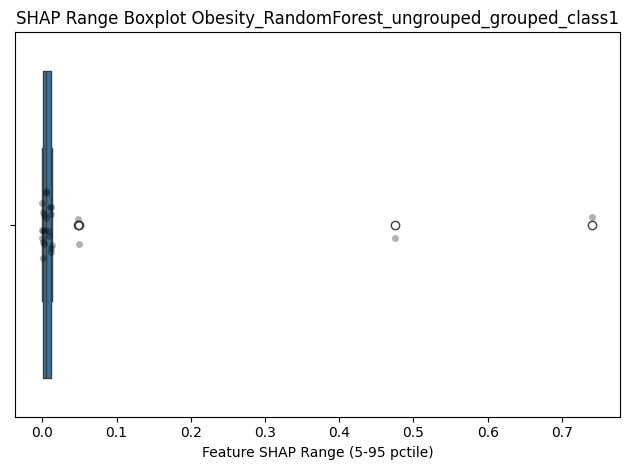 SHAP Range Boxplot Obesity_RandomForest_ungrouped_grouped_class1
0.0 0.1 0.2 0.3 0.4 0.5 0.6 0.7
Feature SHAP Range (5-95 pctile)